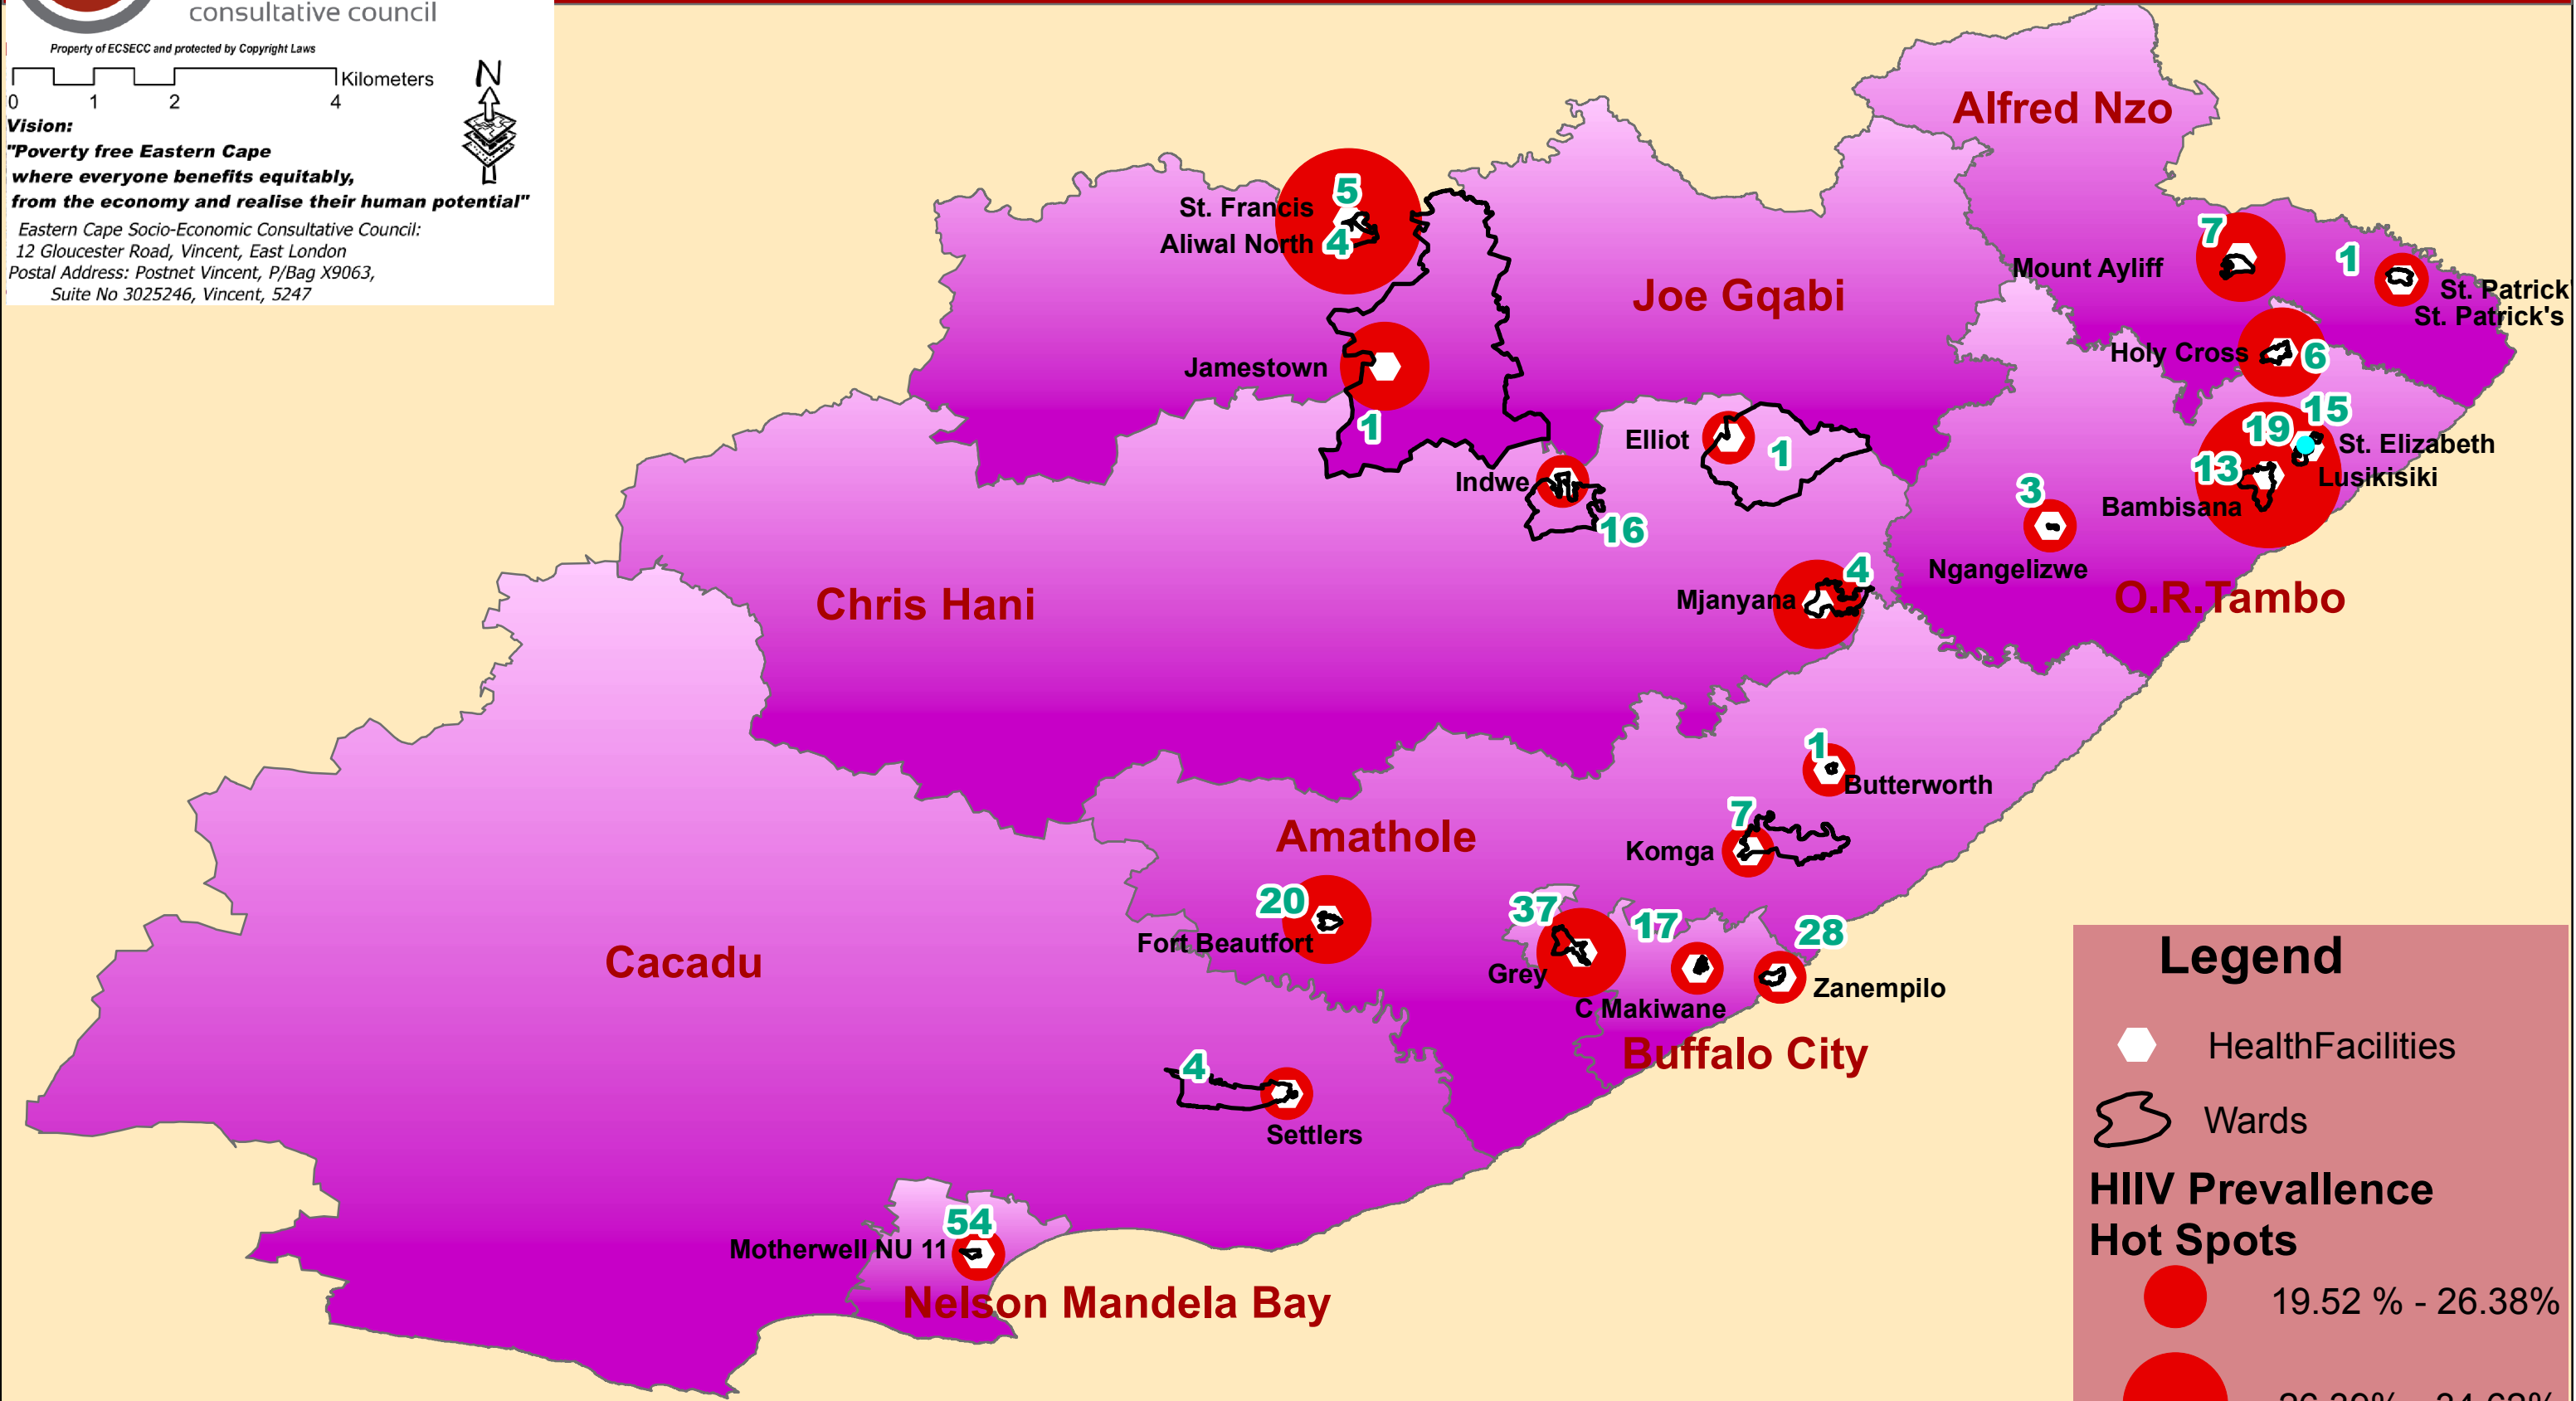 consultative council
Property of ECSECC and protected by Copyright Laws
Kilometers
0 1 2 4
N
Vision:
"Poverty free Eastern Cape
where everyone benefits equitably,
from the economy and realise their human potential"
Eastern Cape Socio-Economic Consultative Council:
12 Gloucester Road, Vincent, East London
Postal Address: Postnet Vincent, P/Bag X9063,
Suite No 3025246, Vincent, 5247
Alfred Nzo
5
St. Francis
Aliwal North 4
Joe Gqabi
7
Mount Ayliff
1
St. Patrick
St. Patrick's
Holy Cross 6
Jamestown
1
15
19
St. Elizabeth
13
Lusikisiki
Bambisana
Elliot 1
Indwe
16
3
Ngangelizwe
O.R.Tambo
Chris Hani
4
Mjanyana
1
Butterworth
7
Komga
Amathole
20
Fort Beautfort
37
Grey
17
C Makiwane
28
Zanempilo
Buffalo City
Cacadu
4
Settlers
54
Motherwell NU 11
Nelson Mandela Bay
Legend
HealthFacilities
Wards
HIIV Prevallence
Hot Spots
19.52 % - 26.38%